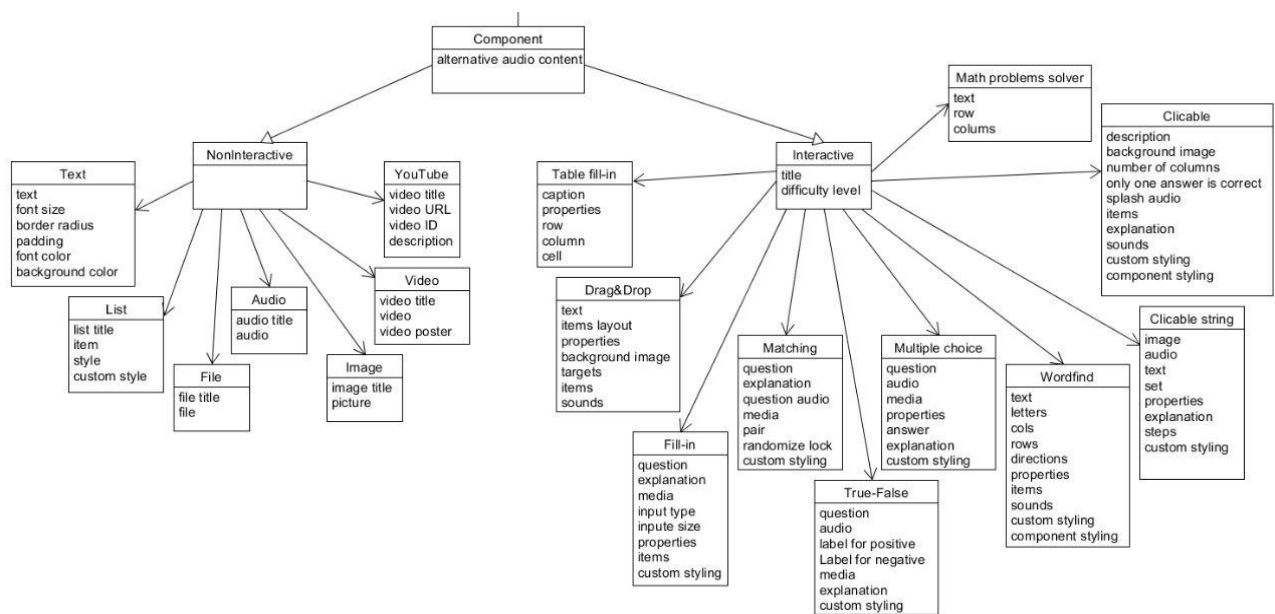 Component
alternative audio content
NonInteractive
Text
text
font size
border radius
padding
font color
background color
YouTube
video title
video URL
video ID
description
List
list title
item
style
custom style
File
file title
file
Audio
audio title
audio
Image
image title
picture
Video
video title
video
video poster
Interactive
title
difficulty level
Math problems solver
text
row
colums
Clicable
description
background image
number of columns
only one answer is correct
splash audio
items
explanation
sounds
custom styling
component styling
Table fill-in
caption
properties
row
column
cell
Drag&Drop
text
items layout
properties
background image
targets
items
sounds
Fill-in
question
explanation
media
input type
inpute size
properties
items
custom styling
Matching
question
explanation
question audio
media
pair
randomize lock
custom styling
True-False
question
audio
label for positive
Label for negative
media
explanation
custom styling
Multiple choice
question
audio
media
properties
answer
explanation
custom styling
Wordfind
text
letters
cols
rows
directions
properties
items
sounds
custom styling
component styling
Clicable string
image
audio
text
set
properties
explanation
steps
custom styling